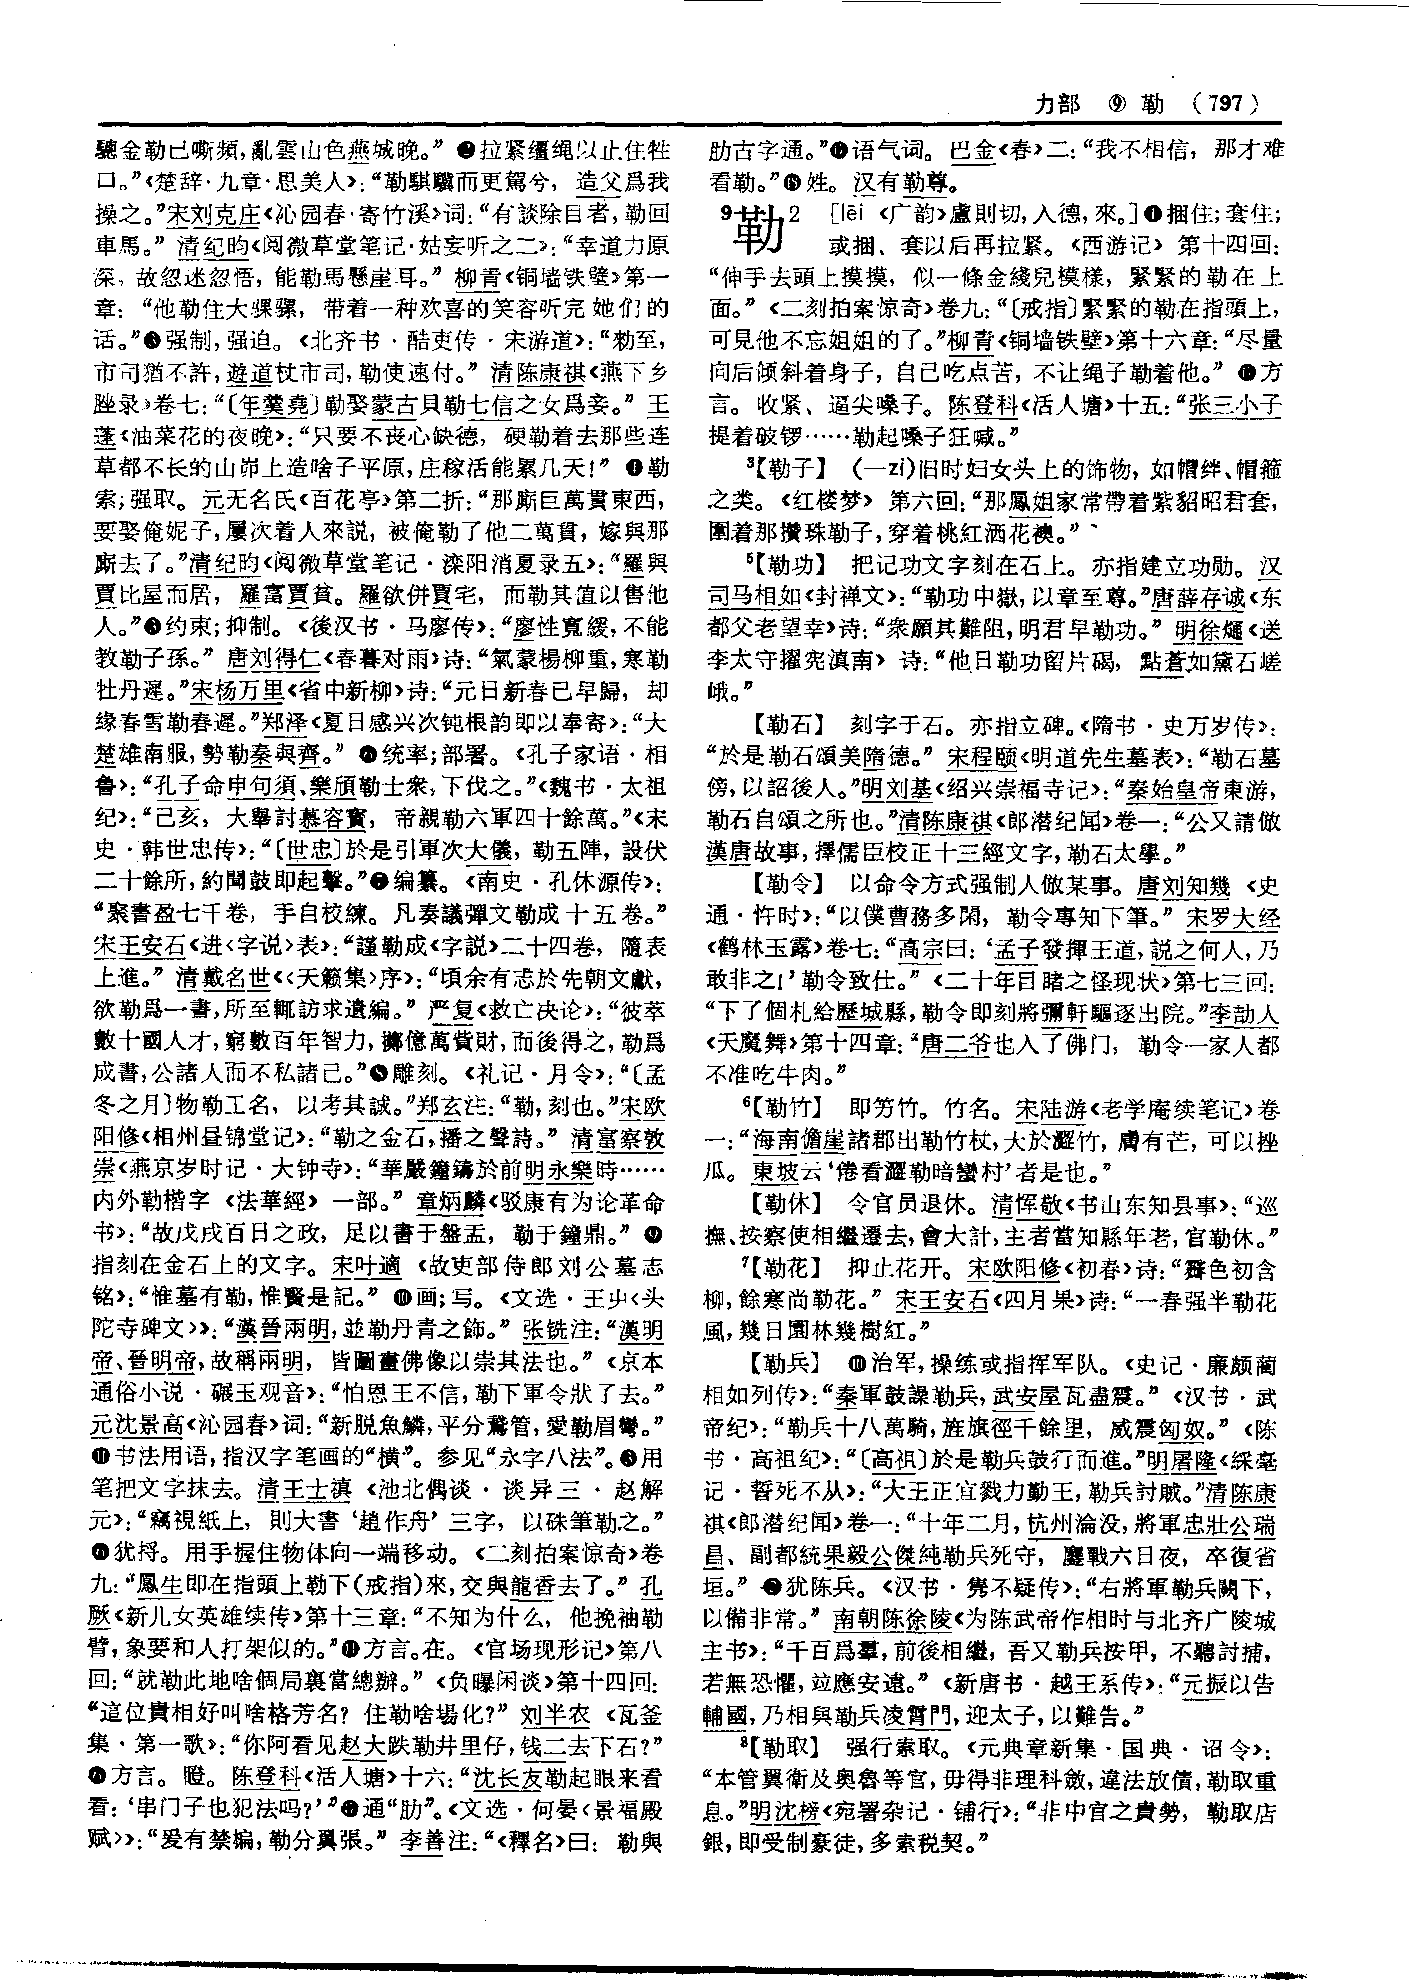 力部 ⑨ 勒 (797)
驄金勒已嘶頻，亂雲山色燕城晚。”❷拉紧缰绳以止住牲
口。”《楚辞·九章·思美人》：“勒騏驥而更駕兮，造父爲我
操之。”宋刘克庄《沁园春·寄竹溪》词：“有談除目者，勒回
車馬。”清纪昀《阅微草堂笔记·姑妄听之二》：“幸道力原
深，故忽迷忽悟，能勒馬懸崖耳。”柳青《铜墙铁壁》第一
章：“他勒住大骡骡，带着一种欢喜的笑容听完她们的
话。”❸强制，强迫。《北齐书·酷吏传·宋游道》：“勑至，
市司猶不許，遊道杖市司，勒使速付。”清陈康祺《燕下乡
脞录》卷七：“〔年羹堯〕勒娶蒙古貝勒七信之女爲妾。”王
蓬《油菜花的夜晚》：“只要不丧心缺德，硬勒着去那些连
草都不长的山峁上造啥子平原，庄稼活能累几天！”❹勒
索；强取。元无名氏《百花亭》第二折：“那廝巨萬貫東西，
要娶俺妮子，屢次着人來説，被俺勒了他二萬貫，嫁與那
廝去了。”清纪昀《阅微草堂笔记·滦阳消夏录五》：“羅與
賈比屋而居，羅富賈貧。羅欲併賈宅，而勒其值以售他
人。”❺约束；抑制。《後汉书·马廖传》：“廖性寬緩，不能
教勒子孫。”唐刘得仁《春暮对雨》诗：“氣蒙楊柳重，寒勒
牡丹遲。”宋杨万里《省中新柳》诗：“元日新春已早歸，却
緣春雪勒春遲。”郑泽《夏日感兴次钝根韵即以奉寄》：“大
楚雄南服，勢勒秦與齊。”❻统率；部署。《孔子家语·相
鲁》：“孔子命申句須、樂頎勒士衆，下伐之。”《魏书·太祖
纪》：“己亥，大舉討慕容寶，帝親勒六軍四十餘萬。”《宋
史·韩世忠传》：“〔世忠〕於是引軍次大儀，勒五陣，設伏
二十餘所，約聞鼓即起擊。”❼编纂。《南史·孔休源传》：
“聚書盈七千卷，手自校練。凡奏議彈文勒成十五卷。”
宋王安石《进〈字说〉表》：“謹勒成《字説》二十四卷，隨表
上進。”清戴名世《〈天籁集〉序》：“頃余有志於先朝文獻，
欲勒爲一書，所至輒訪求遺編。”严复《救亡决论》：“彼萃
數十國人才，窮數百年智力，擲億萬貲財，而後得之，勒爲
成書，公諸人而不私諸己。”❽雕刻。《礼记·月令》：“〔孟
冬之月〕物勒工名，以考其誠。”郑玄注：“勒，刻也。”宋欧
阳修《相州昼锦堂记》：“勒之金石，播之聲詩。”清富察敦
崇《燕京岁时记·大钟寺》：“華嚴鐘鑄於前明永樂時……
内外勒楷字《法華經》一部。”章炳麟《驳康有为论革命
书》：“故戊戌百日之政，足以書于盤盂，勒于鐘鼎。”❾
指刻在金石上的文字。宋叶適《故吏部侍郎刘公墓志
铭》：“惟墓有勒，惟賢是記。”❿画；写。《文选·王屮〈头
陀寺碑文〉》：“漢晉兩明，並勒丹青之飾。”张铣注：“漢明
帝、晉明帝，故稱兩明，皆圖畫佛像以崇其法也。”《京本
通俗小说·碾玉观音》：“怕恩王不信，勒下軍令狀了去。”
元沈景高《沁园春》词：“新脱魚鱗，平分鴛管，愛勒眉彎。”
⓫书法用语，指汉字笔画的“横”。参见“永字八法”。⓬用
笔把文字抹去。清王士禛《池北偶谈·谈异三·赵解
元》：“竊視紙上，則大書‘趙作舟’三字，以硃筆勒之。”
⓭犹捋。用手握住物体向一端移动。《二刻拍案惊奇》卷
九：“鳳生即在指頭上勒下(戒指)來，交與龍香去了。”孔
厥《新儿女英雄续传》第十三章：“不知为什么，他挽袖勒
臂，象要和人打架似的。”⓮方言。在。《官场现形记》第八
回：“就勒此地啥個局裏當總辦。”《负曝闲谈》第十四回：
“這位貴相好叫啥格芳名？住勒啥場化？”刘半农《瓦釜
集·第一歌》：“你阿看见赵大跌勒井里仔，钱二去下石？”
⓯方言。瞪。陈登科《活人塘》十六：“沈长友勒起眼来看
看：‘串门子也犯法吗？’”⓰通“肋”。《文选·何晏〈景福殿
赋〉》：“爰有禁楄，勒分翼張。”李善注：“《釋名》曰：勒與
肋古字通。”⓱语气词。巴金《春》二：“我不相信，那才难
看勒。”⓲姓。汉有勒尊。
9勒2 [lēi《广韵》盧則切，入德，來。]❶捆住；套住；
或捆、套以后再拉紧。《西游记》第十四回：
“伸手去頭上摸摸，似一條金綫兒模樣，緊緊的勒在上
面。”《二刻拍案惊奇》卷九：“〔戒指〕緊緊的勒在指頭上，
可見他不忘姐姐的了。”柳青《铜墙铁壁》第十六章：“尽量
向后倾斜着身子，自己吃点苦，不让绳子勒着他。”❷方
言。收紧、逼尖嗓子。陈登科《活人塘》十五：“张三小子
提着破锣……勒起嗓子狂喊。”
3【勒子】 (—zi)旧时妇女头上的饰物，如帽绊、帽箍
之类。《红楼梦》第六回：“那鳳姐家常帶着紫貂昭君套，
圍着那攢珠勒子，穿着桃紅洒花襖。”
5【勒功】 把记功文字刻在石上。亦指建立功勋。汉
司马相如《封禅文》：“勒功中嶽，以章至尊。”唐薛存诚《东
都父老望幸》诗：“衆願其難阻，明君早勒功。”明徐𤊹《送
李太守擢宪滇南》诗：“他日勒功留片碣，點蒼如黛石嵯
峨。”
【勒石】 刻字于石。亦指立碑。《隋书·史万岁传》：
“於是勒石頌美隋德。”宋程颐《明道先生墓表》：“勒石墓
傍，以詔後人。”明刘基《绍兴崇福寺记》：“秦始皇帝東游，
勒石自頌之所也。”清陈康祺《郎潜纪闻》卷一：“公又請倣
漢唐故事，擇儒臣校正十三經文字，勒石太學。”
【勒令】 以命令方式强制人做某事。唐刘知幾《史
通·忤时》：“以僕曹務多閑，勒令專知下筆。”宋罗大经
《鹤林玉露》卷七：“高宗曰：‘孟子發揮王道，説之何人，乃
敢非之！’勒令致仕。”《二十年目睹之怪现状》第七三回：
“下了個札給歷城縣，勒令即刻將彌軒驅逐出院。”李劼人
《天魔舞》第十四章：“唐二爷也入了佛门，勒令一家人都
不准吃牛肉。”
6【勒竹】 即竻竹。竹名。宋陆游《老学庵续笔记》卷
一：“海南儋崖諸郡出勒竹杖，大於澀竹，膚有芒，可以挫
瓜。東坡云‘倦看澀勒暗蠻村’者是也。”
【勒休】 令官员退休。清恽敬《书山东知县事》：“巡
撫、按察使相繼遷去，會大計，主者當知縣年老，官勒休。”
7【勒花】 抑止花开。宋欧阳修《初春》诗：“霽色初含
柳，餘寒尚勒花。”宋王安石《四月果》诗：“一春强半勒花
風，幾日園林幾樹紅。”
【勒兵】 ❶治军，操练或指挥军队。《史记·廉颇蔺
相如列传》：“秦軍鼓譟勒兵，武安屋瓦盡震。”《汉书·武
帝纪》：“勒兵十八萬騎，旌旗徑千餘里，威震匈奴。”《陈
书·高祖纪》：“〔高祖〕於是勒兵鼓行而進。”明屠隆《綵毫
记·誓死不从》：“大王正宜戮力勤王，勒兵討賊。”清陈康
祺《郎潜纪闻》卷一：“十年二月，杭州淪没，將軍忠壯公瑞
昌、副都統果毅公傑純勒兵死守，鏖戰六日夜，卒復省
垣。”❷犹陈兵。《汉书·隽不疑传》：“右將軍勒兵闕下，
以備非常。”南朝陈徐陵《为陈武帝作相时与北齐广陵城
主书》：“千百爲羣，前後相繼，吾又勒兵按甲，不聽討捕，
若無恐懼，竝應安遠。”《新唐书·越王系传》：“元振以告
輔國，乃相與勒兵凌霄門，迎太子，以難告。”
8【勒取】 强行索取。《元典章新集·国典·诏令》：
“本管翼衛及奥魯等官，毋得非理科斂，違法放債，勒取重
息。”明沈榜《宛署杂记·铺行》：“非中官之貴勢，勒取店
銀，即受制豪徒，多索税契。”